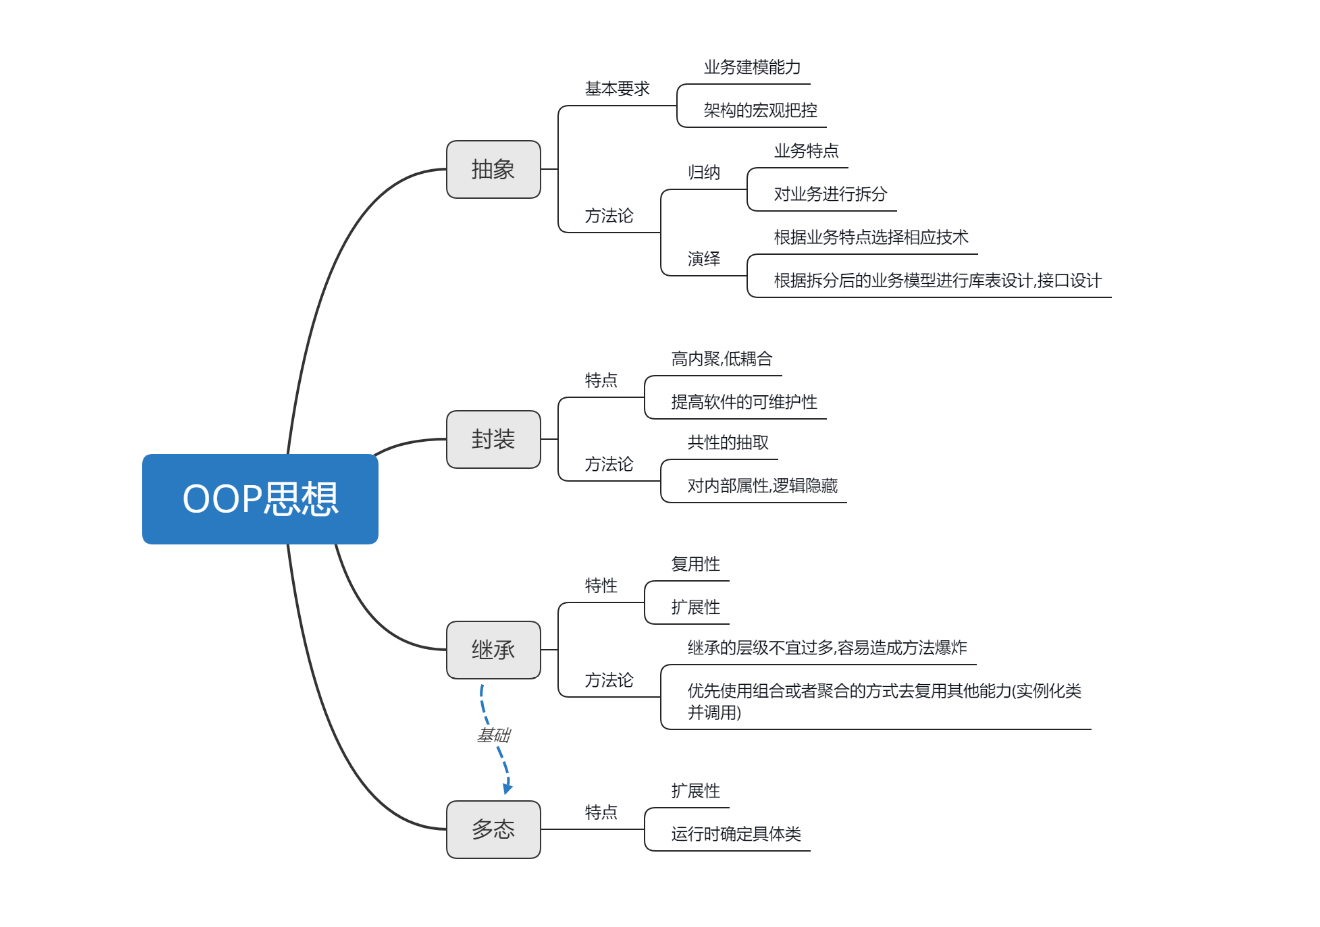 OOP思想
抽象
基本要求
业务建模能力
架构的宏观把控
方法论
归纳
业务特点
对业务进行拆分
演绎
根据业务特点选择相应技术
根据拆分后的业务模型进行库表设计,接口设计
封装
特点
高内聚,低耦合
提高软件的可维护性
方法论
共性的抽取
对内部属性,逻辑隐藏
继承
特性
复用性
扩展性
方法论
继承的层级不宜过多,容易造成方法爆炸
优先使用组合或者聚合的方式去复用其他能力(实例化类
并调用)
基础
多态
特点
扩展性
运行时确定具体类